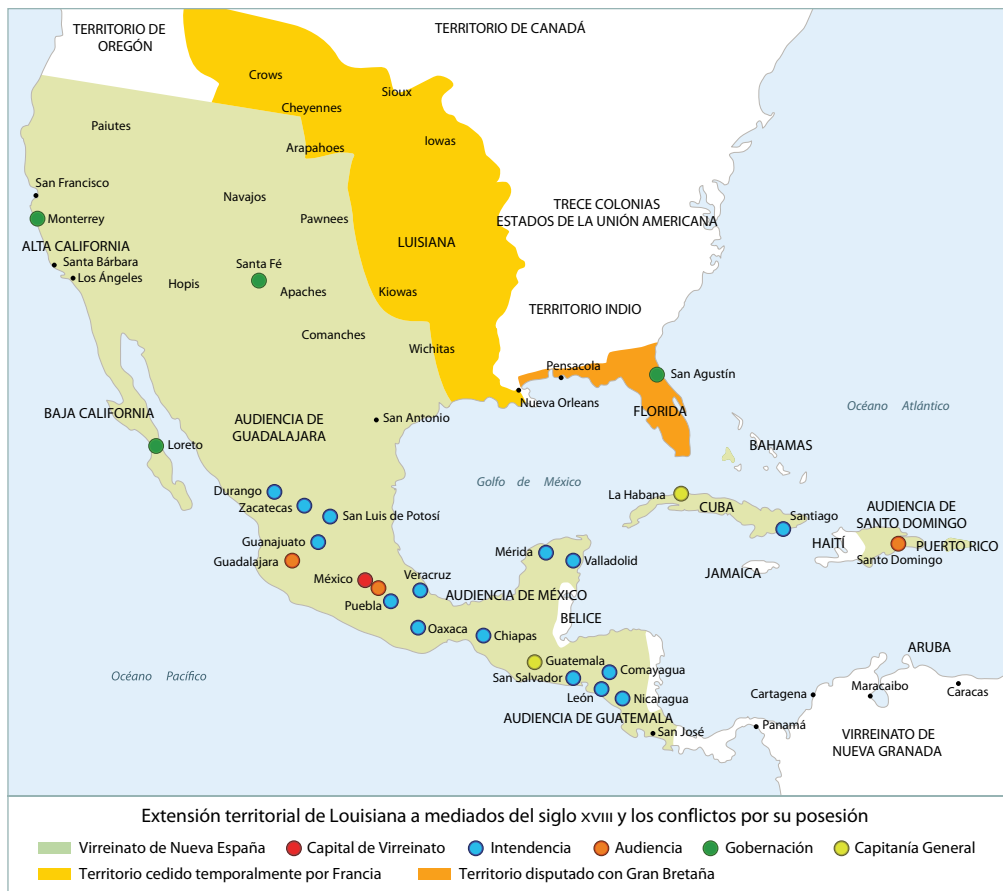 TERRITORIO DE
OREGÓN
TERRITORIO DE CANADÁ
Crows
Sioux
Cheyennes
Paiutes
Iowas
Arapahoes
San Francisco
Navajos
TRECE COLONIAS
ESTADOS DE LA UNIÓN AMERICANA
Monterrey
Pawnees
ALTA CALIFORNIA
LUISIANA
Santa Bárbara
Santa Fé
Los Ángeles
Hopis
Apaches
Kiowas
TERRITORIO INDIO
Comanches
Wichitas
Pensacola
San Agustín
Nueva Orleans
FLORIDA
BAJA CALIFORNIA
AUDIENCIA DE
GUADALAJARA
San Antonio
Océano Atlántico
BAHAMAS
Loreto
Golfo de México
Durango
La Habana
Zacatecas
CUBA
San Luis de Potosí
Santiago
AUDIENCIA DE
SANTO DOMINGO
Guanajuato
HAITÍ
PUERTO RICO
Mérida
Guadalajara
Valladolid
Santo Domingo
JAMAICA
México
Veracruz
AUDIENCIA DE MÉXICO
Puebla
BELICE
Oaxaca
Chiapas
ARUBA
Guatemala
Comayagua
Océano Pacífico
San Salvador
León
Nicaragua
Cartagena
Maracaibo
Caracas
AUDIENCIA DE GUATEMALA
Panamá
San José
VIRREINATO DE
NUEVA GRANADA
Extensión territorial de Louisiana a mediados del siglo XVIII y los conflictos por su posesión
Virreinato de Nueva España
Capital de Virreinato
Intendencia
Audiencia
Gobernación
Capitanía General
Territorio cedido temporalmente por Francia
Territorio disputado con Gran Bretaña